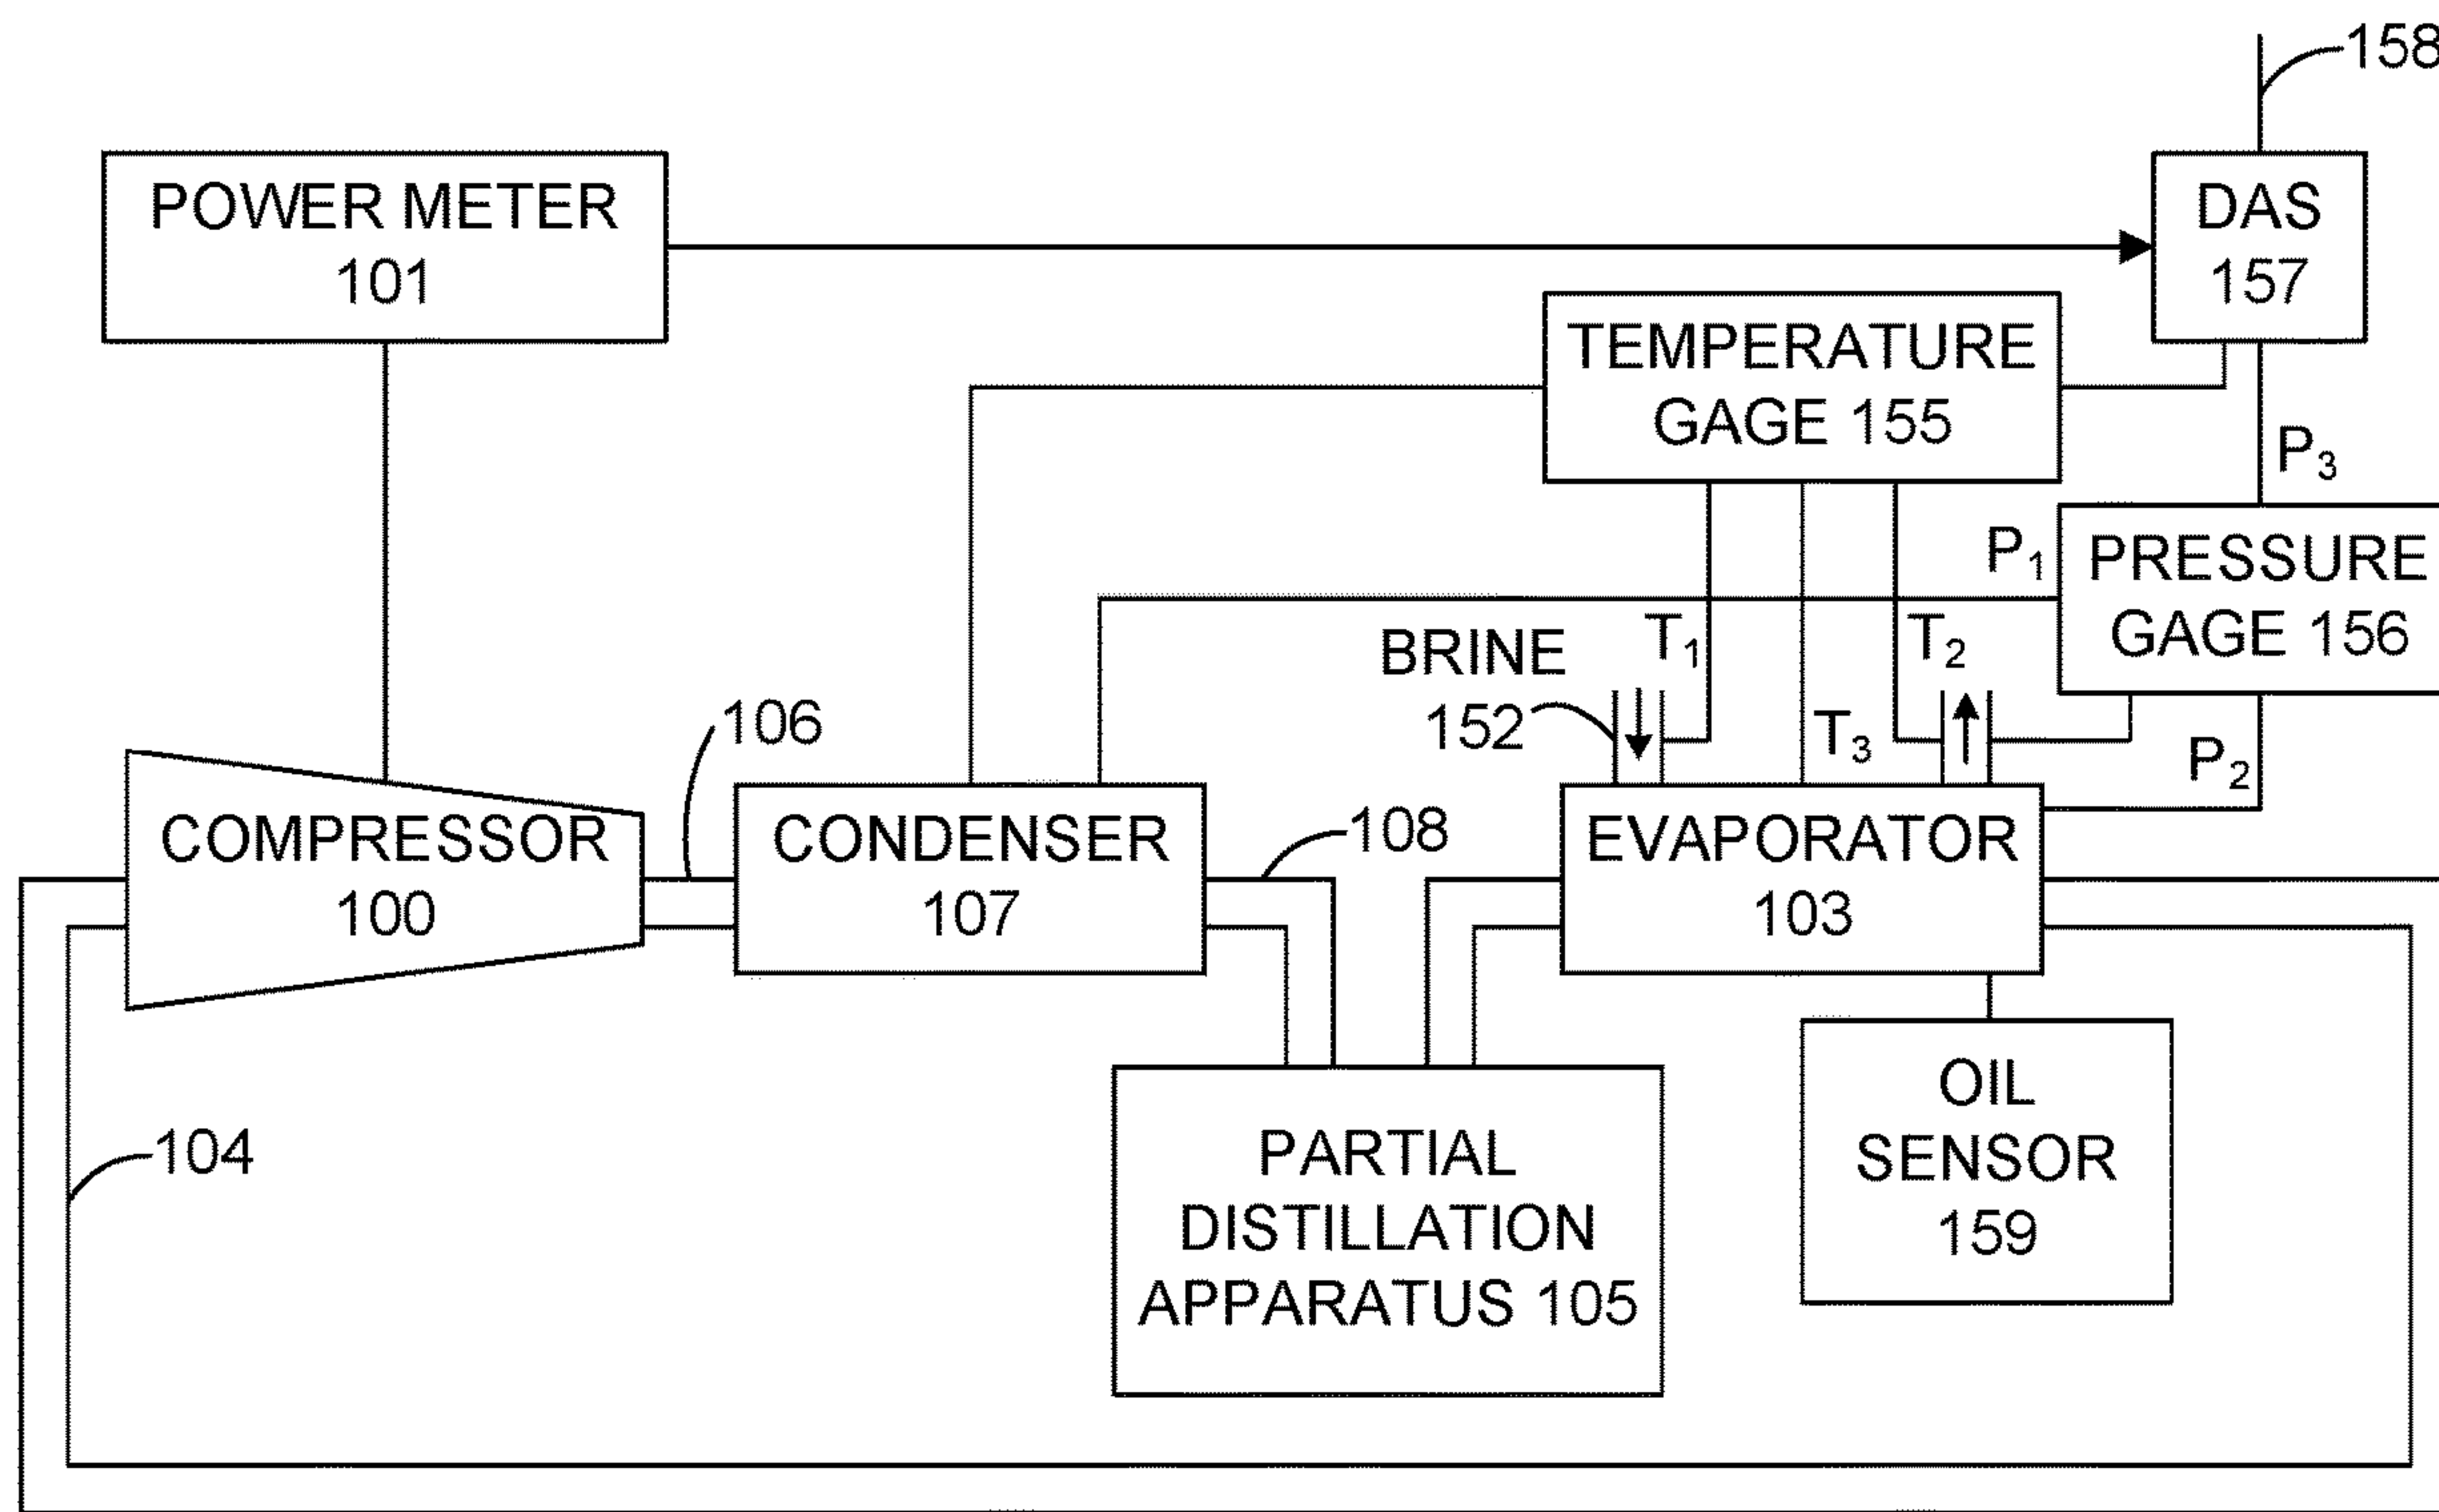 158
POWER METER
101
DAS
157
TEMPERATURE
GAGE 155
P3
P1
PRESSURE
GAGE 156
BRINE
152
T1
T2
T3
P2
106
COMPRESSOR
100
CONDENSER
107
108
EVAPORATOR
103
104
PARTIAL
DISTILLATION
APPARATUS 105
OIL
SENSOR
159